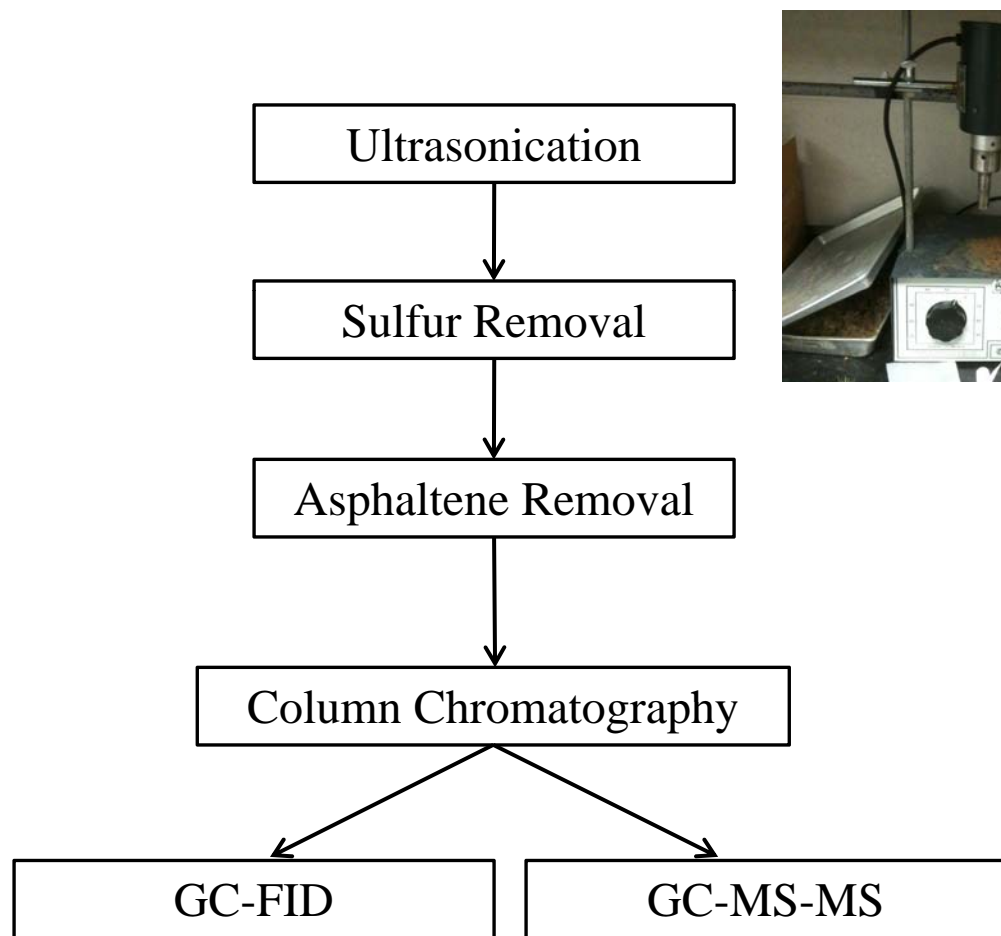 Ultrasonication
Sulfur Removal
Asphaltene Removal
Column Chromatography
GC-FID
GC-MS-MS